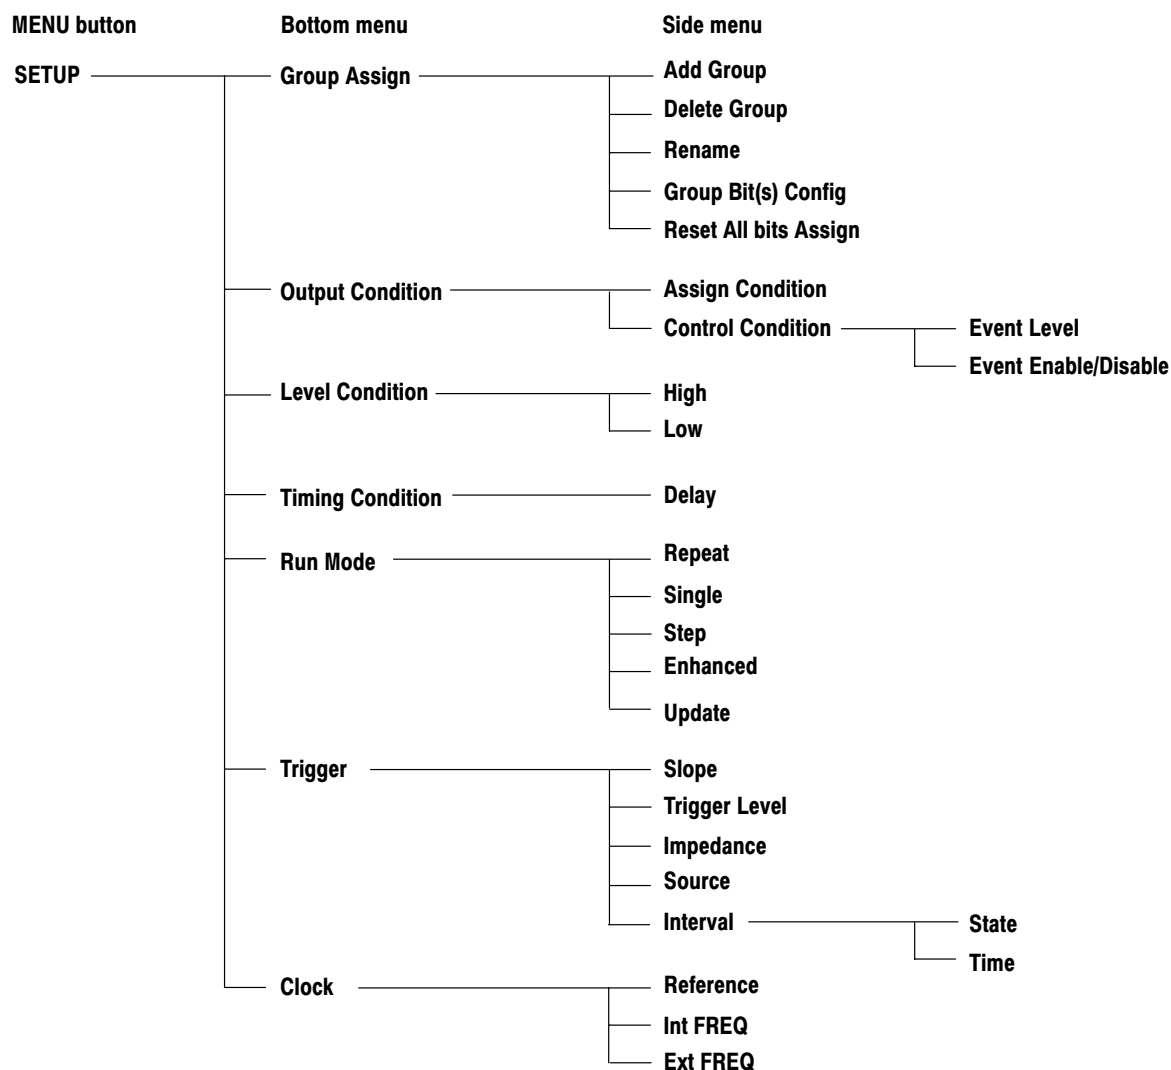 MENU button Bottom menu Side menu
SETUP Group Assign Add Group
Delete Group
Rename
Group Bit(s) Config
Reset All bits Assign
Output Condition Assign Condition
Control Condition Event Level
Event Enable/Disable
Level Condition High
Low
Timing Condition Delay
Run Mode Repeat
Single
Step
Enhanced
Update
Trigger Slope
Trigger Level
Impedance
Source
Interval State
Time
Clock Reference
Int FREQ
Ext FREQ